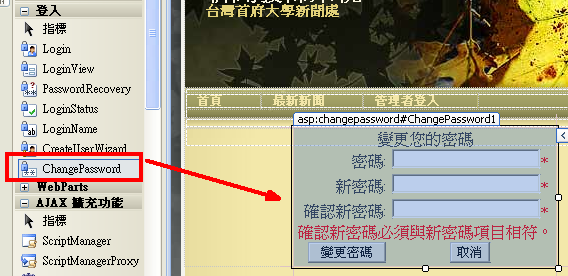 登入
指標
Login
LoginView
PasswordRecovery
LoginStatus
LoginName
CreateUserWizard
ChangePassword
WebParts
AJAX 擴充功能
指標
ScriptManager
ScriptManagerProxy
台灣首府大學新聞處
首頁
最新新聞
管理者登入
asp:changepassword#ChangePassword1
變更您的密碼
密碼: *
新密碼: *
確認新密碼: *
確認新密碼必須與新密碼項目相符。
變更密碼
取消